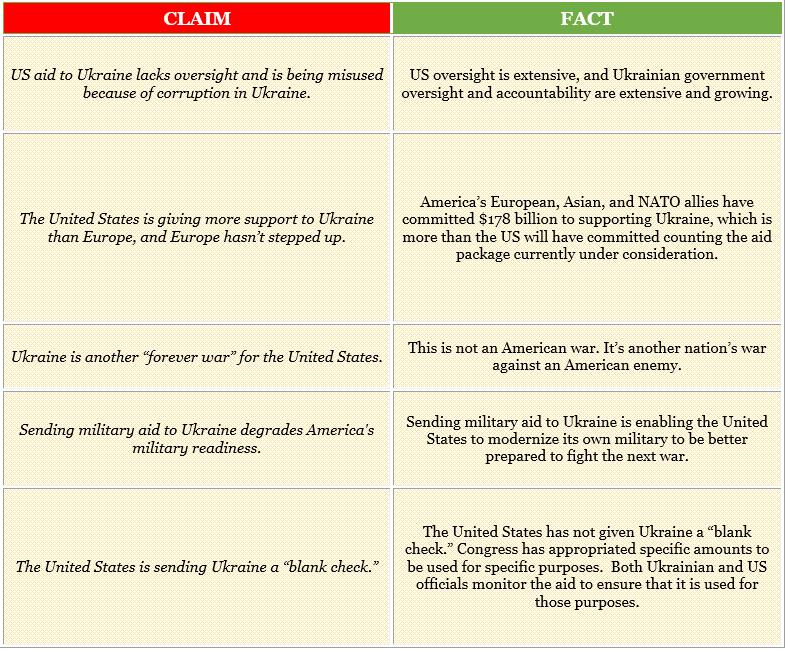 CLAIM
FACT
US aid to Ukraine lacks oversight and is being misused
because of corruption in Ukraine.
US oversight is extensive, and Ukrainian government
oversight and accountability are extensive and growing.
The United States is giving more support to Ukraine
than Europe, and Europe hasn’t stepped up.
America’s European, Asian, and NATO allies have
committed $178 billion to supporting Ukraine, which is
more than the US will have committed counting the aid
package currently under consideration.
Ukraine is another “forever war” for the United States.
This is not an American war. It’s another nation’s war
against an American enemy.
Sending military aid to Ukraine degrades America's
military readiness.
Sending military aid to Ukraine is enabling the United
States to modernize its own military to be better
prepared to fight the next war.
The United States is sending Ukraine a “blank check.”
The United States has not given Ukraine a “blank
check.” Congress has appropriated specific amounts to
be used for specific purposes.  Both Ukrainian and US
officials monitor the aid to ensure that it is used for
those purposes.